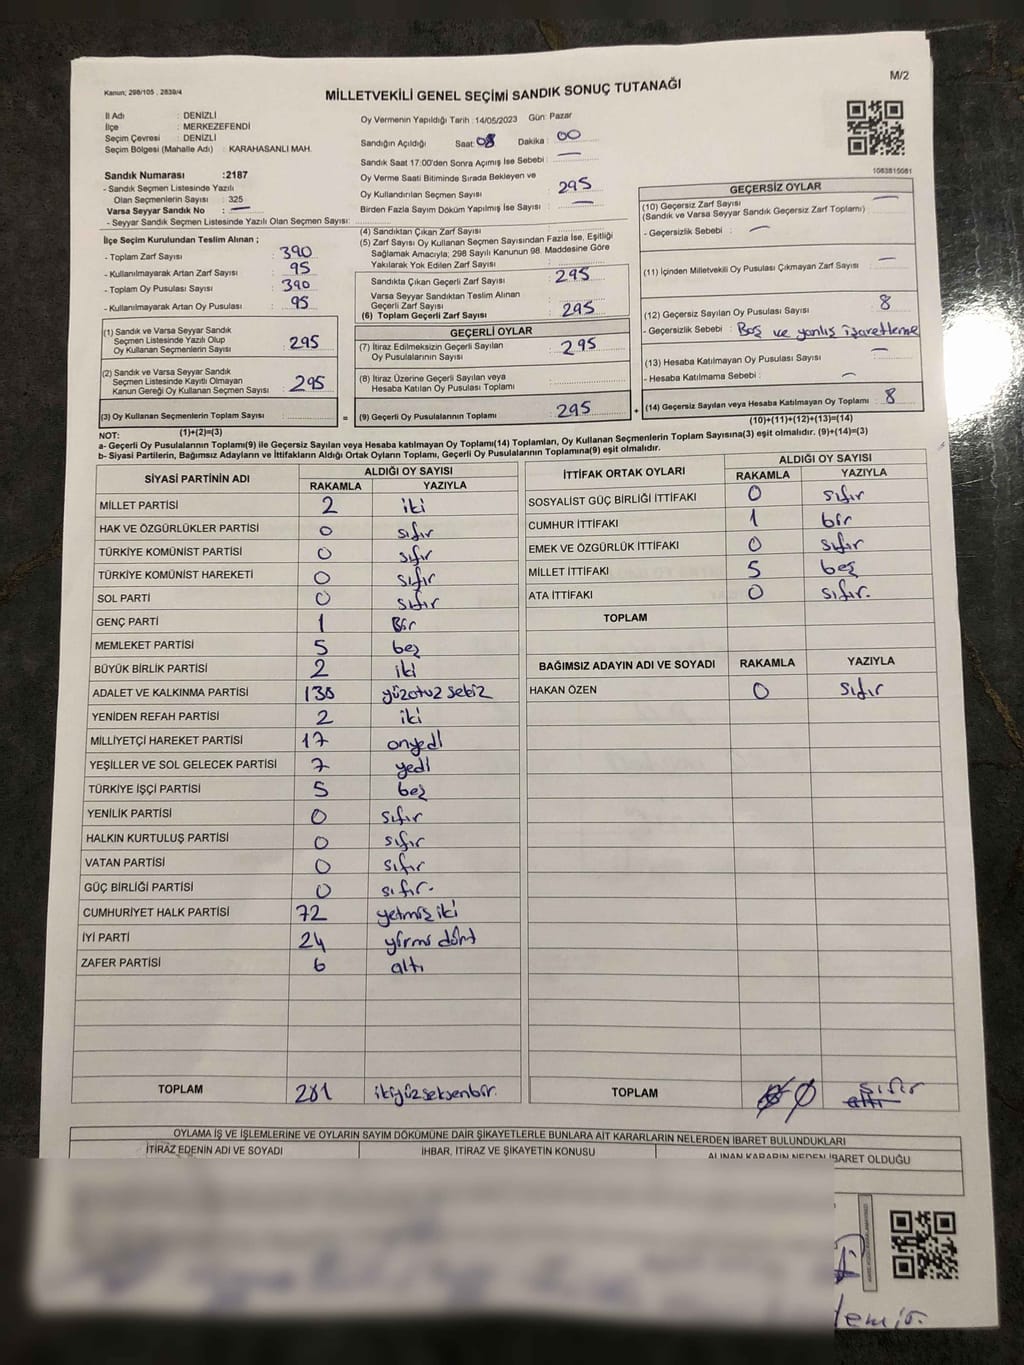 M/2
Kanun; 298/105 , 2839/4
MİLLETVEKİLİ GENEL SEÇİMİ SANDIK SONUÇ TUTANAĞI
İl Adı : DENİZLİ
İlçe : MERKEZEFENDİ
Seçim Çevresi : DENİZLİ
Seçim Bölgesi (Mahalle Adı) : KARAHASANLI MAH.
Sandık Numarası :2187
- Sandık Seçmen Listesinde Yazılı
Olan Seçmenlerin Sayısı : 325
Varsa Seyyar Sandık No : —
- Seyyar Sandık Seçmen Listesinde Yazılı Olan Seçmen Sayısı:
İlçe Seçim Kurulundan Teslim Alınan ;
- Toplam Zarf Sayısı : 390
- Kullanılmayarak Artan Zarf Sayısı : 95
- Toplam Oy Pusulası Sayısı : 390
- Kullanılmayarak Artan Oy Pusulası : 95
(1) Sandık ve Varsa Seyyar Sandık
Seçmen Listesinde Yazılı Olup
Oy Kullanan Seçmenlerin Sayısı : 295
(2) Sandık ve Varsa Seyyar Sandık
Seçmen Listesinde Kayıtlı Olmayan
Kanun Gereği Oy Kullanan Seçmen Sayısı : 295
(3) Oy Kullanan Seçmenlerin Toplam Sayısı :
(1)+(2)=(3)
Oy Vermenin Yapıldığı Tarih : 14/05/2023 Gün: Pazar
Sandığın Açıldığı Saat: 08 Dakika : 00
Sandık Saat 17:00'den Sonra Açımış İse Sebebi : —
Oy Verme Saati Bitiminde Sırada Bekleyen ve
Oy Kullandırılan Seçmen Sayısı : 295
Birden Fazla Sayım Döküm Yapılmış İse Sayısı : —
(4) Sandıktan Çıkan Zarf Sayısı :
(5) Zarf Sayısı Oy Kullanan Seçmen Sayısından Fazla İse, Eşitliği
Sağlamak Amacıyla; 298 Sayılı Kanunun 98. Maddesine Göre
Yakılarak Yok Edilen Zarf Sayısı :
Sandıkta Çıkan Geçerli Zarf Sayısı : 295
Varsa Seyyar Sandıktan Teslim Alınan
Geçerli Zarf Sayısı :
(6) Toplam Geçerli Zarf Sayısı : 295
GEÇERLİ OYLAR
(7) İtiraz Edilmeksizin Geçerli Sayılan
Oy Pusulalarının Sayısı : 295
(8) İtiraz Üzerine Geçerli Sayılan veya
Hesaba Katılan Oy Pusulası Toplamı :
= (9) Geçerli Oy Pusulalarının Toplamı : 295 +
1083815081
GEÇERSİZ OYLAR
(10) Geçersiz Zarf Sayısı : —
(Sandık ve Varsa Seyyar Sandık Geçersiz Zarf Toplamı)
- Geçersizlik Sebebi : —
(11) İçinden Milletvekili Oy Pusulası Çıkmayan Zarf Sayısı : —
(12) Geçersiz Sayılan Oy Pusulası Sayısı : 8
- Geçersizlik Sebebi : Boş ve yanlış işaretleme
(13) Hesaba Katılmayan Oy Pusulası Sayısı : —
- Hesaba Katılmama Sebebi : —
(14) Geçersiz Sayılan veya Hesaba Katılmayan Oy Toplamı : 8
(10)+(11)+(12)+(13)=(14)
NOT:
a- Geçerli Oy Pusulalarının Toplamı(9) ile Geçersiz Sayılan veya Hesaba katılmayan Oy Toplamı(14) Toplamları, Oy Kullanan Seçmenlerin Toplam Sayısına(3) eşit olmalıdır. (9)+(14)=(3)
b- Siyasi Partilerin, Bağımsız Adayların ve İttifakların Aldığı Ortak Oyların Toplamı, Geçerli Oy Pusulalarının Toplamına(9) eşit olmalıdır.
SİYASİ PARTİNİN ADI ALDIĞI OY SAYISI
RAKAMLA YAZIYLA
MİLLET PARTİSİ 2 iki
HAK VE ÖZGÜRLÜKLER PARTİSİ 0 sıfır
TÜRKİYE KOMÜNİST PARTİSİ 0 sıfır
TÜRKİYE KOMÜNİST HAREKETİ 0 sıfır
SOL PARTİ 0 sıfır
GENÇ PARTİ 1 Bir
MEMLEKET PARTİSİ 5 beş
BÜYÜK BİRLİK PARTİSİ 2 iki
ADALET VE KALKINMA PARTİSİ 138 yüzotuz sekiz
YENİDEN REFAH PARTİSİ 2 iki
MİLLİYETÇİ HAREKET PARTİSİ 17 onyedi
YEŞİLLER VE SOL GELECEK PARTİSİ 7 yedi
TÜRKİYE İŞÇİ PARTİSİ 5 beş
YENİLİK PARTİSİ 0 sıfır
HALKIN KURTULUŞ PARTİSİ 0 sıfır
VATAN PARTİSİ 0 sıfır
GÜÇ BİRLİĞİ PARTİSİ 0 sıfır.
CUMHURİYET HALK PARTİSİ 72 yetmiş iki
İYİ PARTİ 24 yirmi dört
ZAFER PARTİSİ 6 altı
TOPLAM 281 ikiyüzseksenbir.
İTTİFAK ORTAK OYLARI ALDIĞI OY SAYISI
RAKAMLA YAZIYLA
SOSYALİST GÜÇ BİRLİĞİ İTTİFAKI 0 sıfır
CUMHUR İTTİFAKI 1 bir
EMEK VE ÖZGÜRLÜK İTTİFAKI 0 sıfır
MİLLET İTTİFAKI 5 beş
ATA İTTİFAKI 0 sıfır.
TOPLAM
BAĞIMSIZ ADAYIN ADI VE SOYADI RAKAMLA YAZIYLA
HAKAN ÖZEN 0 sıfır
TOPLAM 0 sıfır altı
OYLAMA İŞ VE İŞLEMLERİNE VE OYLARIN SAYIM DÖKÜMÜNE DAİR ŞİKAYETLERLE BUNLARA AİT KARARLARIN NELERDEN İBARET BULUNDUKLARI
İTİRAZ EDENİN ADI VE SOYADI İHBAR, İTİRAZ VE ŞİKAYETİN KONUSU ALINAN KARARIN NEDEN İBARET OLDUĞU